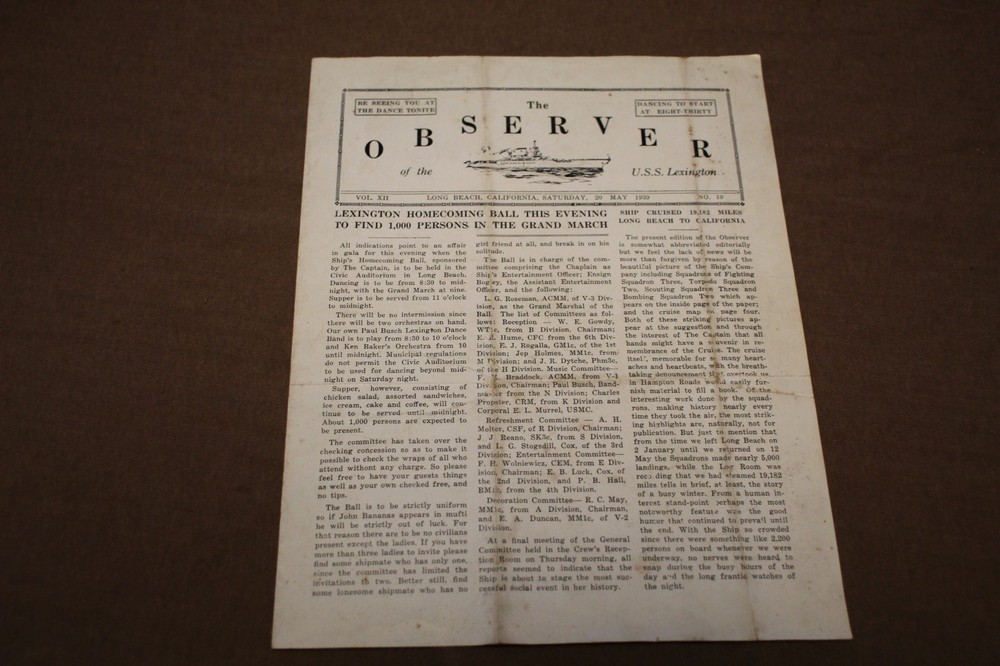 BE SEEING YOU AT
THE DANCE TONITE
The
DANCING TO START
AT EIGHT-THIRTY
OBSERVER
of the
U.S.S. Lexington
VOL. XII LONG BEACH, CALIFORNIA, SATURDAY, 20 MAY 1939 NO. 19
LEXINGTON HOMECOMING BALL THIS EVENING
TO FIND 1,000 PERSONS IN THE GRAND MARCH
All indications point to an affair
in gala for this evening when the
Ship's Homecoming Ball, sponsored
by The Captain, is to be held in the
Civic Auditorium in Long Beach.
Dancing is to be from 8:30 to mid-
night, with the Grand March at nine.
Supper is to be served from 11 o'clock
to midnight.
There will be no intermission since
there will be two orchestras on hand.
Our own Paul Busch Lexington Dance
Band is to play from 8:30 to 10 o'clock
and Ken Baker's Orchestra from 10
until midnight. Municipal regulations
do not permit the Civic Auditorium
to be used for dancing beyond mid-
night on Saturday night.
Supper, however, consisting of
chicken salad, assorted sandwiches,
ice cream, cake and coffee, will con-
tinue to be served until midnight.
About 1,000 persons are expected to
be present.
The committee has taken over the
checking concession so as to make it
possible to check the wraps of all who
attend without any charge. So please
feel free to have your guests things
as well as your own checked free, and
no tips.
The Ball is to be strictly uniform
so if John Bananas appears in mufti
he will be strictly out of luck. For
that reason there are to be no civilians
present except the ladies. If you have
more than three ladies to invite please
find some shipmate who has only one,
since the committee has limited the
invitations to two. Better still, find
some lonesome shipmate who has no
girl friend at all, and break in on his
solitude.
The Ball is in charge of the com-
mittee comprising the Chaplain as
Ship's Entertainment Officer; Ensign
Bogley, the Assistant Entertainment
Officer, and the following:
L. G. Roseman, ACMM, of V-3 Div-
ision, as the Grand Marshal of the
Ball. The list of Committees as fol-
lows: Reception — W. E. Gowdy,
WT1c, from B Division, Chairman;
E. J. Hume, CFC from the 6th Div-
ision, E. J. Rogalla, GM1c, of the 1st
Division; Jep Holmes, MM1c, from
M Division; and J. R. Dytche, Phm3c,
of the H Division. Music Committee—
F. Braddock, ACMM, from V-1
Division, Chairman; Paul Busch, Band-
master from the N Division; Charles
Propster, CRM, from K Division and
Corporal E. L. Murrel, USMC.
Refreshment Committee — A. H.
Molter, CSF, of R Division, Chairman;
J. J. Reano, SK3c, from S Division,
and L. G. Stogsdill, Cox, of the 3rd
Division; Entertainment Committee—
F. H. Wolniewicz, CEM, from E Div-
ision, Chairman; E. B. Luck, Cox, of
the 2nd Division, and P. B. Hall,
BM1c, from the 4th Division.
Decoration Committee— R. C. May,
MM1c, from A Division, Chairman,
and E. A. Duncan, MM1c, of V-2
Division.
At a final meeting of the General
Committee held in the Crew's Recep-
tion Room on Thursday morning, all
reports seemed to indicate that the
Ship is about to stage the most suc-
cessful social event in her history.
SHIP CRUISED 19,182 MILES
LONG BEACH TO CALIFORNIA
The present edition of the Observer
is somewhat abbreviated editorially
but we feel the lack of news will be
more than forgiven by reason of the
beautiful picture of the Ship's Com-
pany including Squadrons of Fighting
Squadron Three, Torpedo Squadron
Two, Scouting Squadron Three and
Bombing Squadron Two which ap-
pears on the inside page of the paper;
and the cruise map on page four.
Both of these striking pictures ap-
pear at the suggestion and through
the interest of The Captain that all
hands might have a souvenir in re-
membrance of the Cruise. The cruise
itself, memorable for so many heart-
aches and heartbeats, with the breath-
taking denouncement that overtook us
in Hampton Roads would easily fur-
nish material to fill a book. Of the
interesting work done by the squad-
rons, making history nearly every
time they took the air, the most strik-
ing highlights are, naturally, not for
publication. But just to mention that
from the time we left Long Beach on
2 January until we returned on 12
May the Squadrons made nearly 5,000
landings, while the Log Room was
recording that we had steamed 19,182
miles tells in brief, at least, the story
of a busy winter. From a human in-
terest stand-point perhaps the most
noteworthy feature was the good
humor that continued to prevail until
the end. With the Ship so crowded
since there were something like 2,200
persons on board whenever we were
underway, no nerves were heard to
snap during the busy hours of the
day and the long frantic watches of
the night.